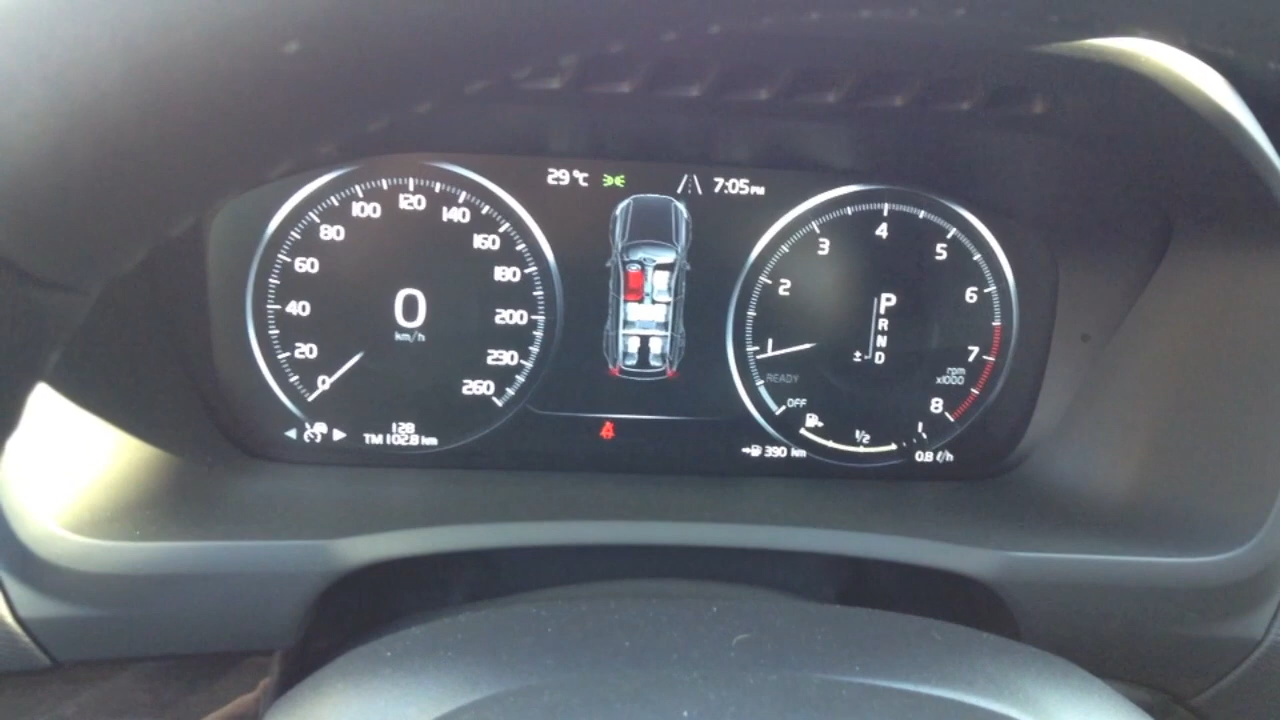 29 °C
7:05 PM
0
20
40
60
80
100
120
140
160
180
200
230
260
0
km/h
128
TM 102.8 km
OFF
READY
1
2
3
4
5
6
7
8
rpm
x1000
P
R
N
± D
1/2
1
390 km
0.8 ℓ/h